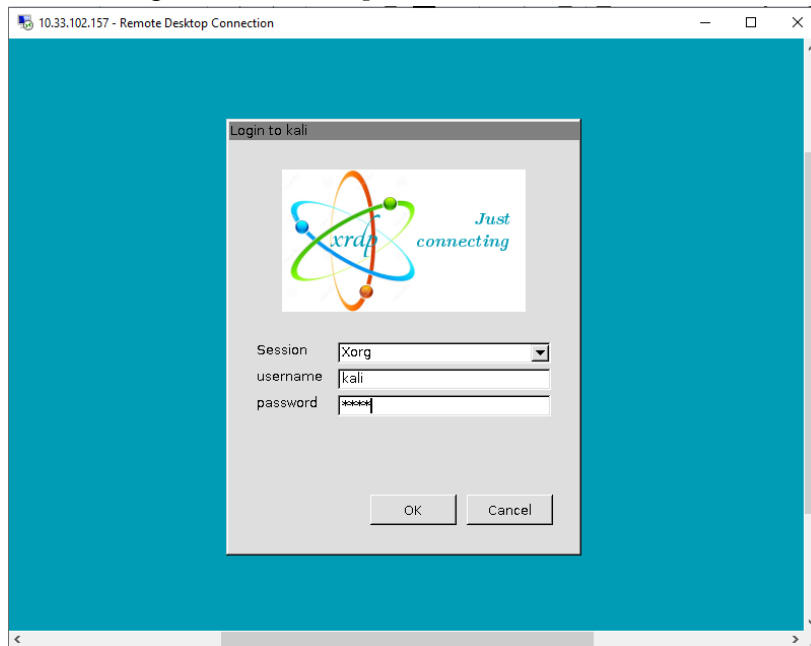 10.33.102.157 - Remote Desktop Connection
Login to kali
Just
xrdp connecting
Session Xorg
username kali
password ****
OK Cancel